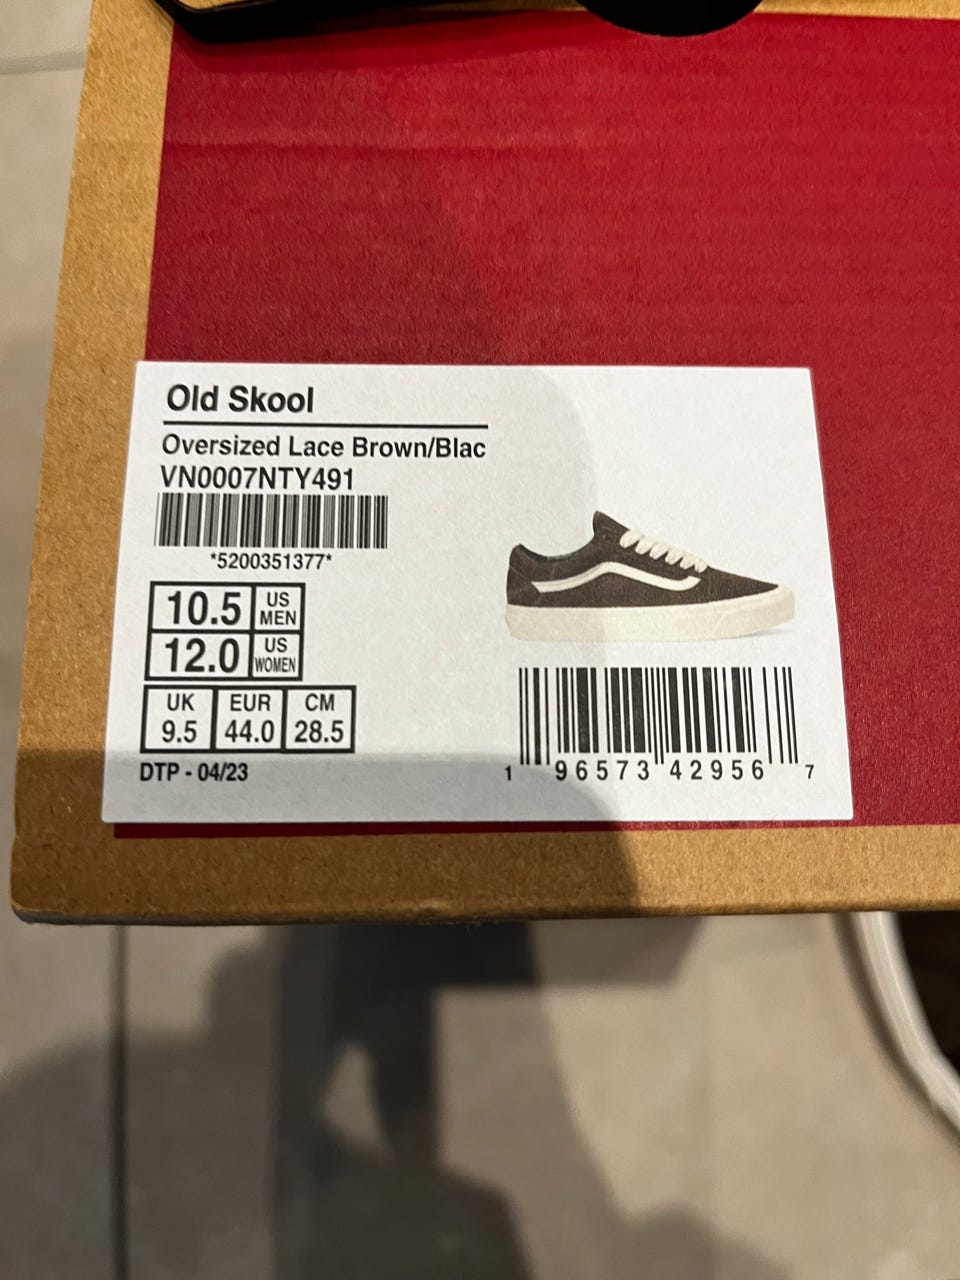 Old Skool
Oversized Lace Brown/Blac
VN0007NTY491
*5200351377*
10.5 US MEN
12.0 US WOMEN
UK EUR CM
9.5 44.0 28.5
DTP - 04/23
1 96573 42956 7